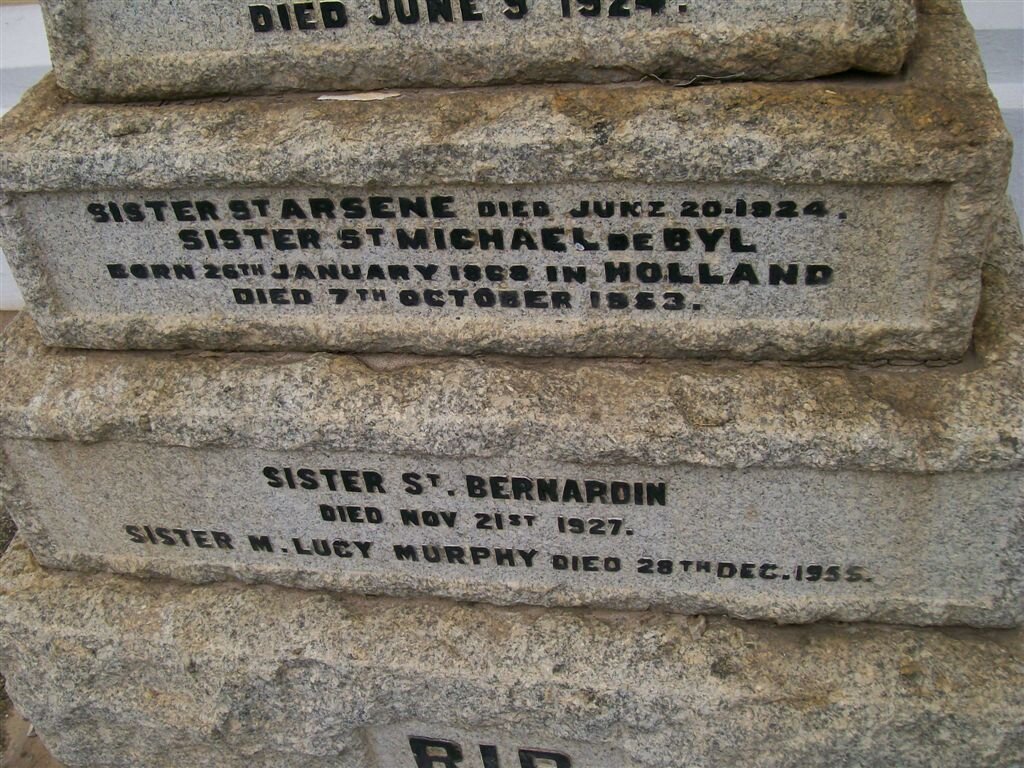 DIED JUNE 9 1924.
SISTER ST ARSENE DIED JUNE 20-1924.
SISTER ST MICHAEL DE BYL
BORN 26TH JANUARY 1868 IN HOLLAND
DIED 7TH OCTOBER 1953.
SISTER ST. BERNARDIN
DIED NOV 21ST 1927.
SISTER M. LUCY MURPHY DIED 28TH DEC. 1955.
RIP